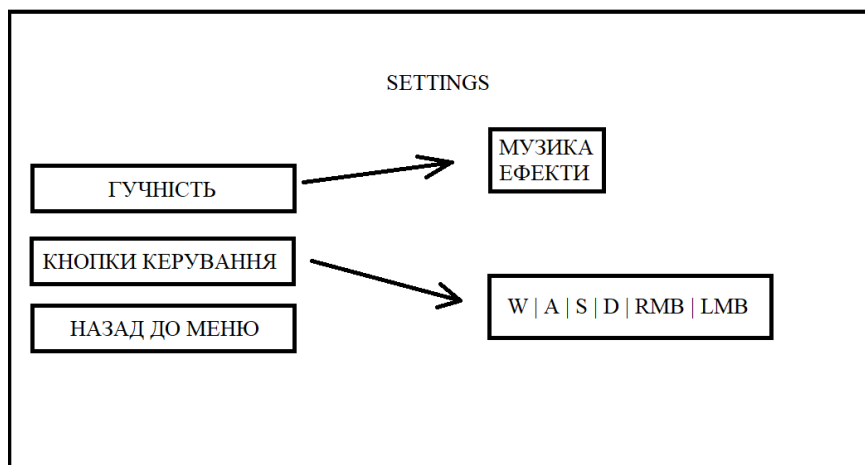 SETTINGS
ГУЧНІСТЬ
МУЗИКА
ЕФЕКТИ
КНОПКИ КЕРУВАННЯ
W | A | S | D | RMB | LMB
НАЗАД ДО МЕНЮ